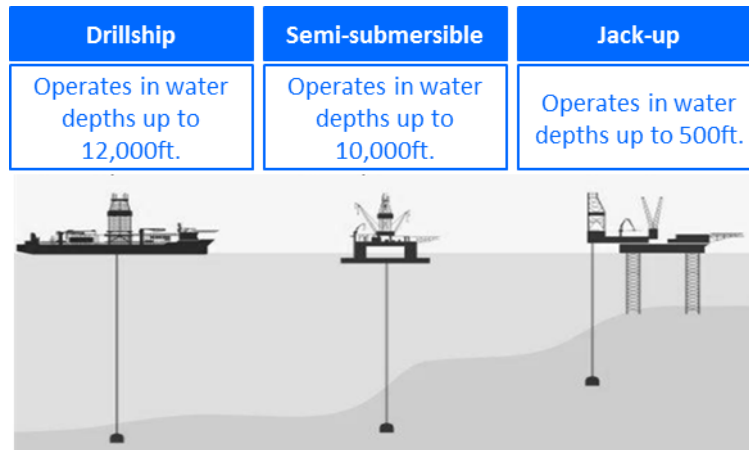 Drillship
Operates in water
depths up to
12,000ft.
Semi-submersible
Operates in water
depths up to
10,000ft.
Jack-up
Operates in water
depths up to 500ft.